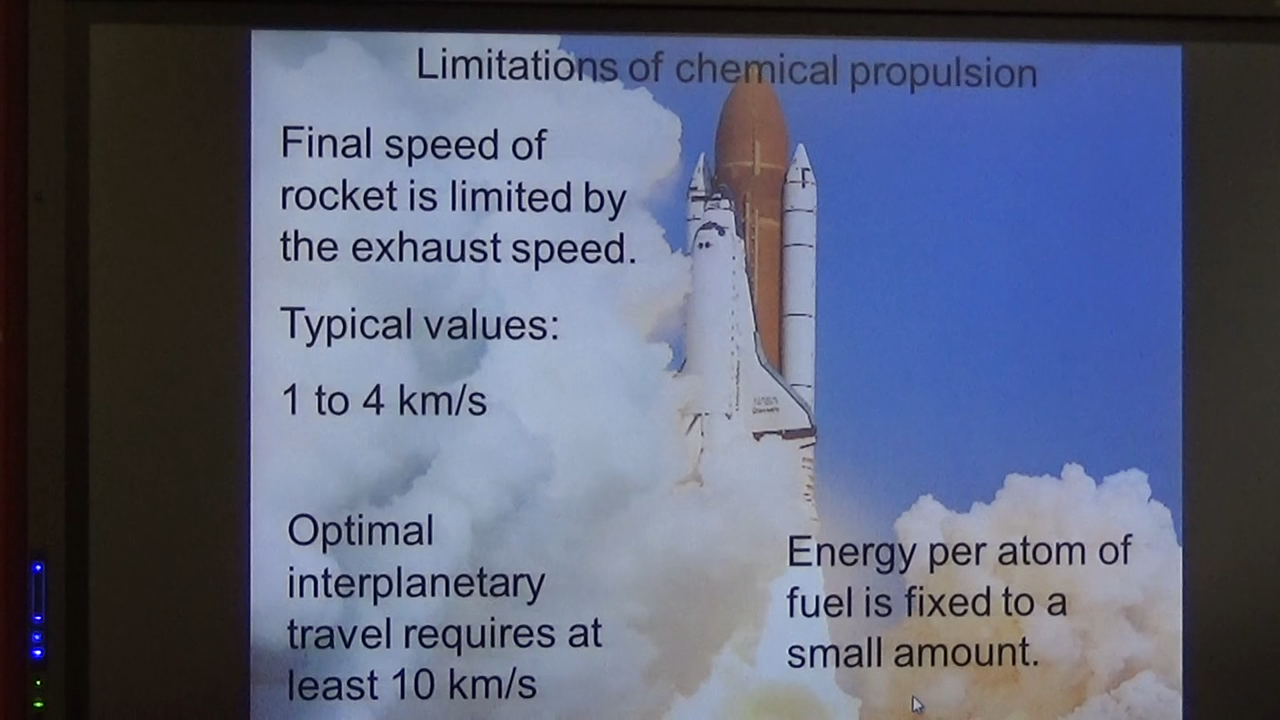 Limitations of chemical propulsion
Final speed of
rocket is limited by
the exhaust speed.
Typical values:
1 to 4 km/s
Optimal
interplanetary
travel requires at
least 10 km/s
Energy per atom of
fuel is fixed to a
small amount.